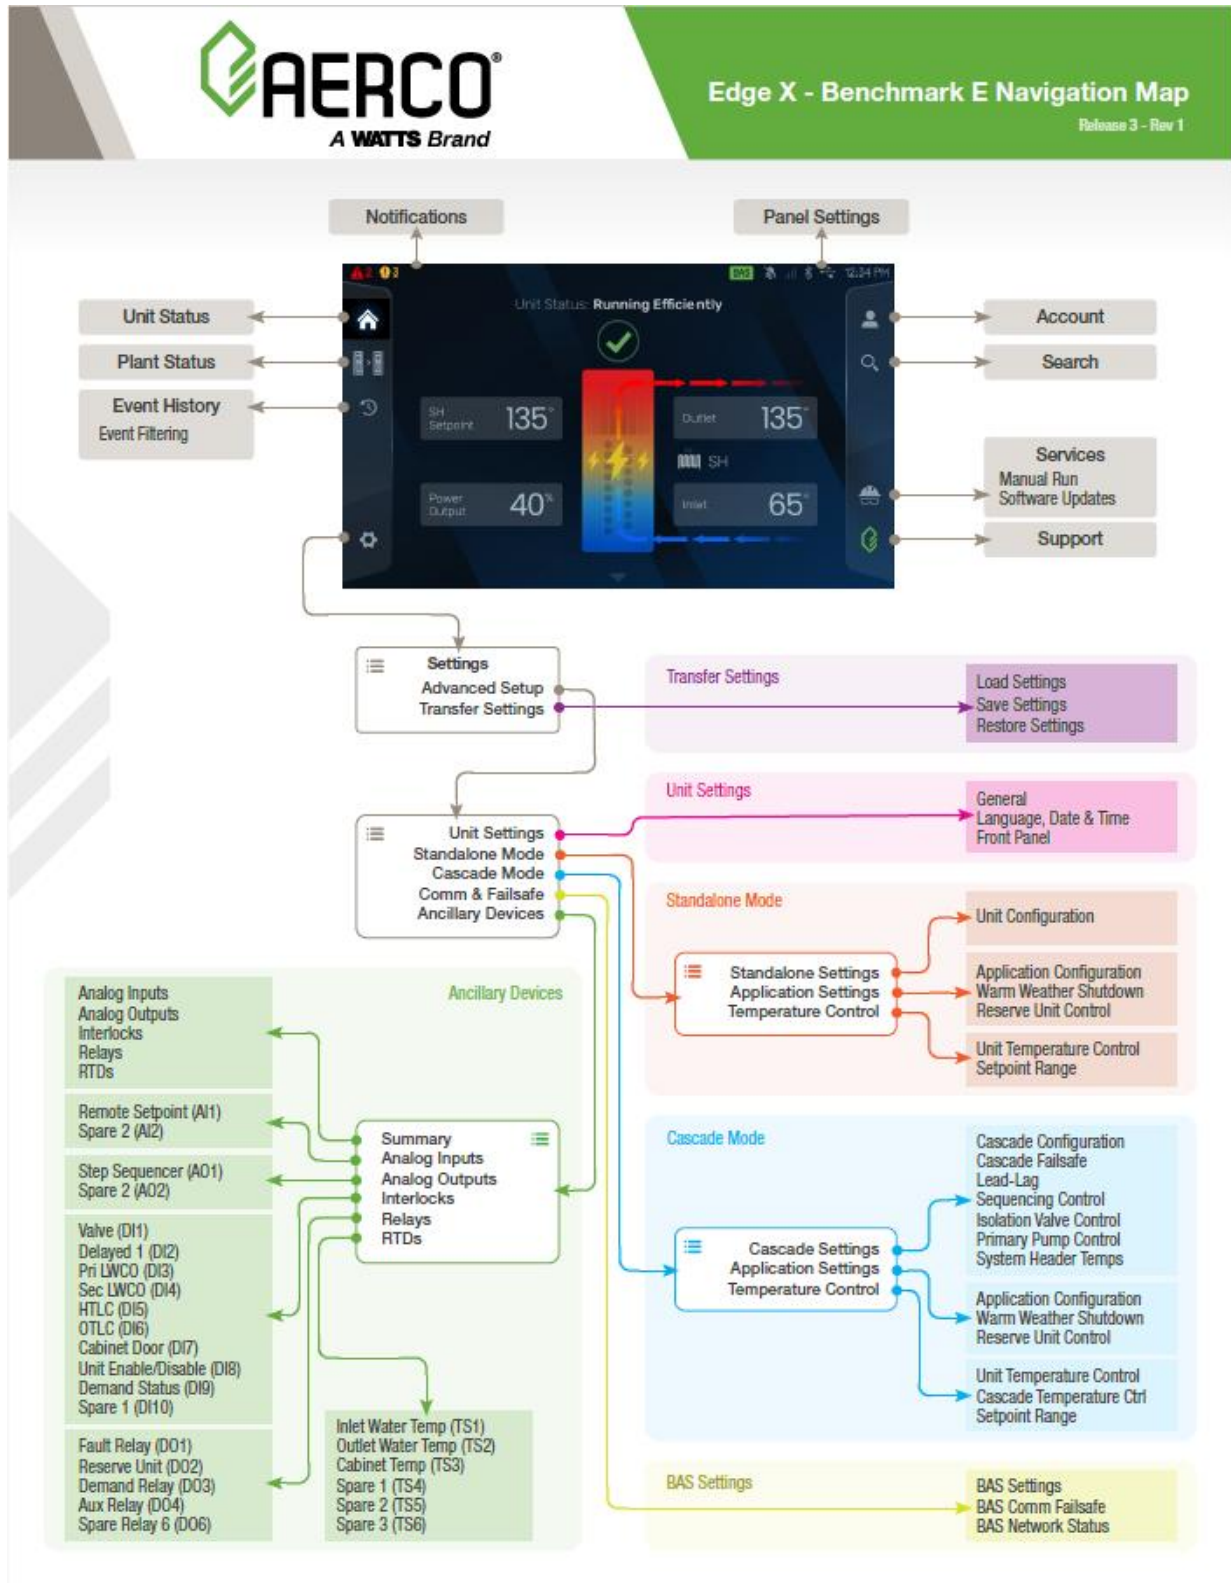 AERCO®
A WATTS Brand
Edge X - Benchmark E Navigation Map
Release 3 - Rev 1
Notifications
Panel Settings
2 3
BAS
12:34 PM
Unit Status
Plant Status
Event History
Event Filtering
Unit Status: Running Efficiently
SH Setpoint 135°
Power Output 40%
Outlet 135°
SH
Inlet 65°
Account
Search
Services
Manual Run
Software Updates
Support
Settings
Advanced Setup
Transfer Settings
Transfer Settings
Load Settings
Save Settings
Restore Settings
Unit Settings
Standalone Mode
Cascade Mode
Comm & Failsafe
Ancillary Devices
Unit Settings
General
Language, Date & Time
Front Panel
Standalone Mode
Standalone Settings
Application Settings
Temperature Control
Unit Configuration
Application Configuration
Warm Weather Shutdown
Reserve Unit Control
Unit Temperature Control
Setpoint Range
Ancillary Devices
Analog Inputs
Analog Outputs
Interlocks
Relays
RTDs
Remote Setpoint (AI1)
Spare 2 (AI2)
Step Sequencer (AO1)
Spare 2 (AO2)
Valve (DI1)
Delayed 1 (DI2)
Pri LWCO (DI3)
Sec LWCO (DI4)
HTLC (DI5)
OTLC (DI6)
Cabinet Door (DI7)
Unit Enable/Disable (DI8)
Demand Status (DI9)
Spare 1 (DI10)
Fault Relay (DO1)
Reserve Unit (DO2)
Demand Relay (DO3)
Aux Relay (DO4)
Spare Relay 6 (DO6)
Summary
Analog Inputs
Analog Outputs
Interlocks
Relays
RTDs
Inlet Water Temp (TS1)
Outlet Water Temp (TS2)
Cabinet Temp (TS3)
Spare 1 (TS4)
Spare 2 (TS5)
Spare 3 (TS6)
Cascade Mode
Cascade Settings
Application Settings
Temperature Control
Cascade Configuration
Cascade Failsafe
Lead-Lag
Sequencing Control
Isolation Valve Control
Primary Pump Control
System Header Temps
Application Configuration
Warm Weather Shutdown
Reserve Unit Control
Unit Temperature Control
Cascade Temperature Ctrl
Setpoint Range
BAS Settings
BAS Settings
BAS Comm Failsafe
BAS Network Status